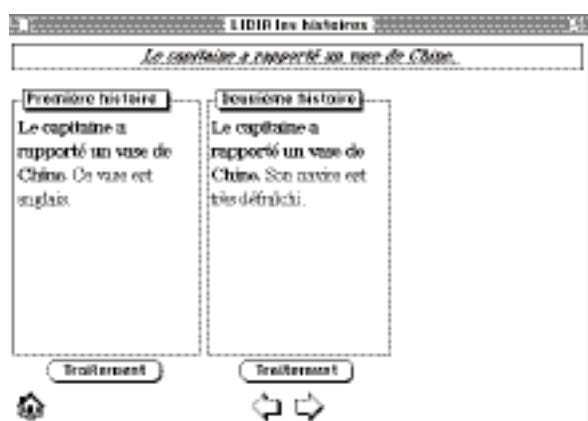 LIDIA les histoires
Le capitaine a rapporté un vase de Chine.
Première histoire
Le capitaine a
rapporté un vase de
Chine. Ce vase est
anglais.
Traitement
Deuxième histoire
Le capitaine a
rapporté un vase de
Chine. Son navire est
très défraîchi.
Traitement